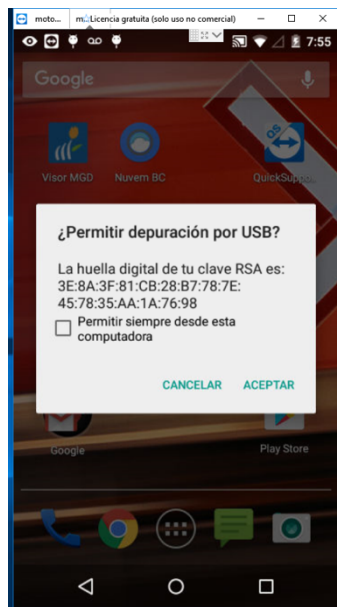 moto...
Licencia gratuita (solo uso no comercial)
7:55
Google
Visor MGD
Nuvem BC
QuickSuppo...
¿Permitir depuración por USB?
La huella digital de tu clave RSA es:
3E:8A:3F:81:CB:28:B7:78:7E:
45:78:35:AA:1A:76:98
Permitir siempre desde esta
computadora
CANCELAR
ACEPTAR
Google
Play Store